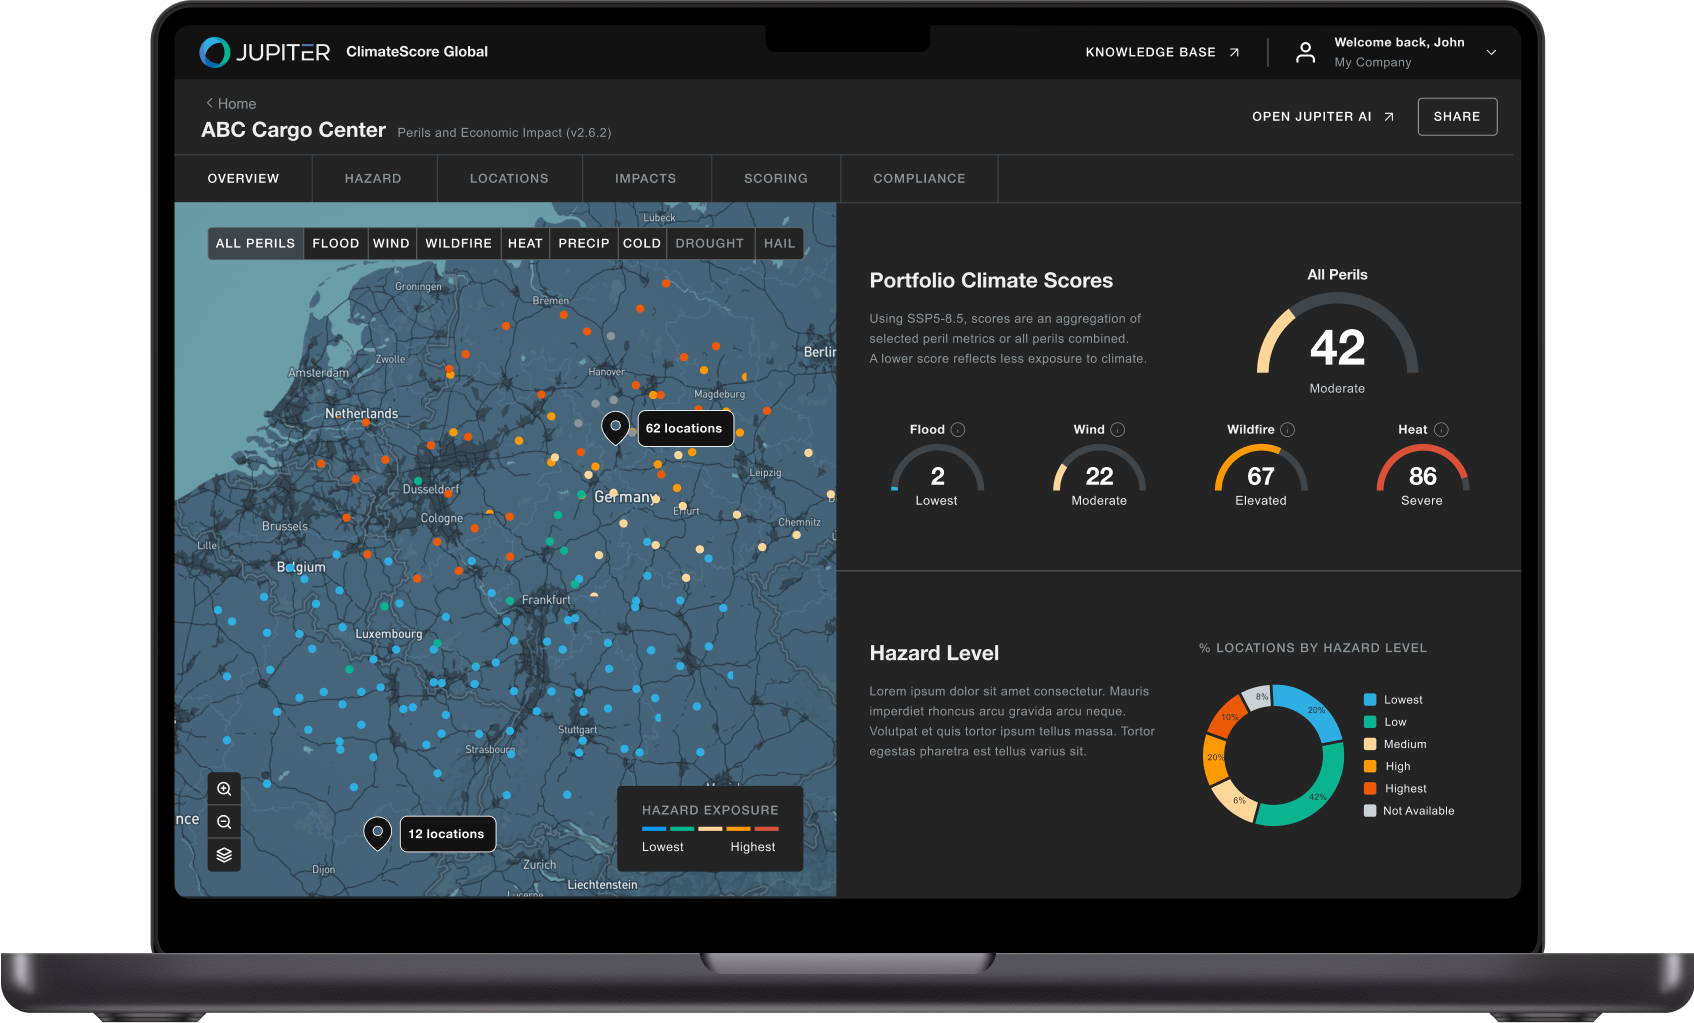 JUPITER ClimateScore Global
KNOWLEDGE BASE
Welcome back, John
My Company
Home
ABC Cargo Center Perils and Economic Impact (v2.6.2)
OPEN JUPITER AI
SHARE
OVERVIEW HAZARD LOCATIONS IMPACTS SCORING COMPLIANCE
Lübeck
ALL PERILS FLOOD WIND WILDFIRE HEAT PRECIP COLD DROUGHT HAIL
Groningen
Bremen
Zwolle
Berlin
Amsterdam
Hanover
Magdeburg
Netherlands
62 locations
Leipzig
Dusseldorf
Germany
Cologne
Erfurt
Chemnitz
Brussels
Lille
Belgium
Frankfurt
Luxembourg
Stuttgart
Strasbourg
nce
12 locations
Dijon
Zurich
Liechtenstein
Lucerne
HAZARD EXPOSURE
Lowest Highest
Portfolio Climate Scores
Using SSP5-8.5, scores are an aggregation of
selected peril metrics or all perils combined.
A lower score reflects less exposure to climate.
All Perils
42
Moderate
Flood Wind Wildfire Heat
2 22 67 86
Lowest Moderate Elevated Severe
Hazard Level
Lorem ipsum dolor sit amet consectetur. Mauris
imperdiet rhoncus arcu gravida arcu neque.
Volutpat et quis tortor ipsum tellus massa. Tortor
egestas pharetra est tellus varius sit.
% LOCATIONS BY HAZARD LEVEL
8%
20%
10%
20%
6%
42%
Lowest
Low
Medium
High
Highest
Not Available